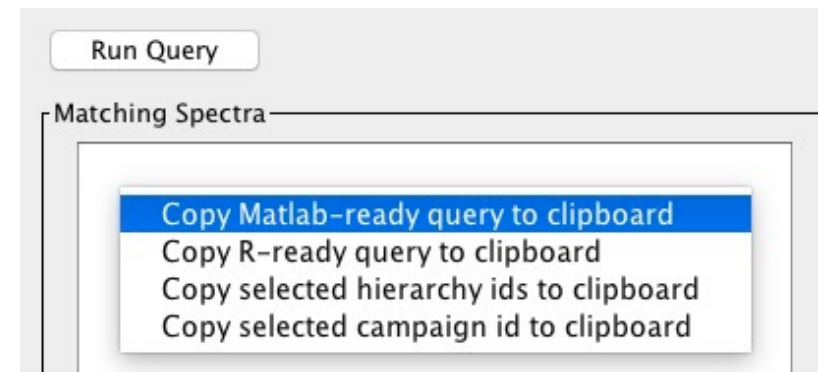 Run Query
Matching Spectra
Copy Matlab-ready query to clipboard
Copy R-ready query to clipboard
Copy selected hierarchy ids to clipboard
Copy selected campaign id to clipboard